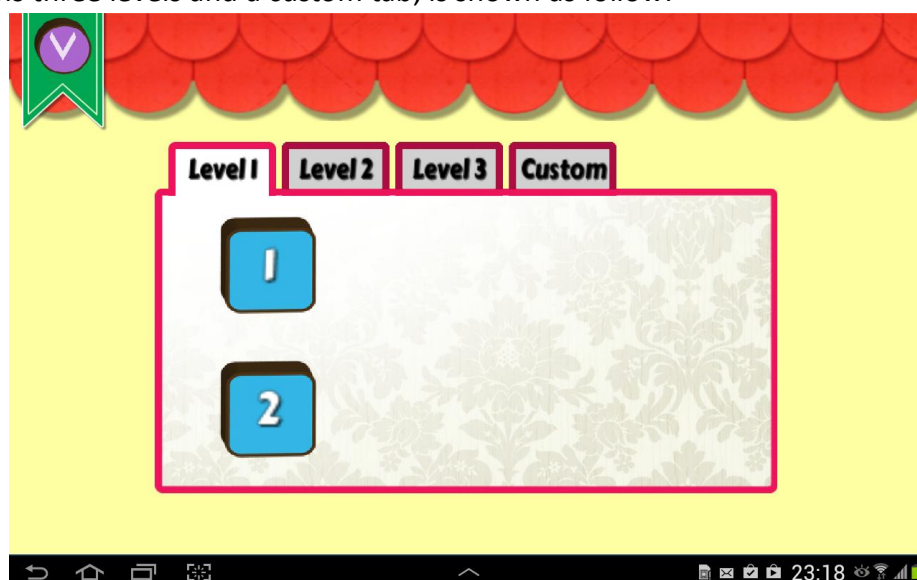 is three levels and a custom tab, is shown as follow:
Level 1 Level 2 Level 3 Custom
1
2
23:18